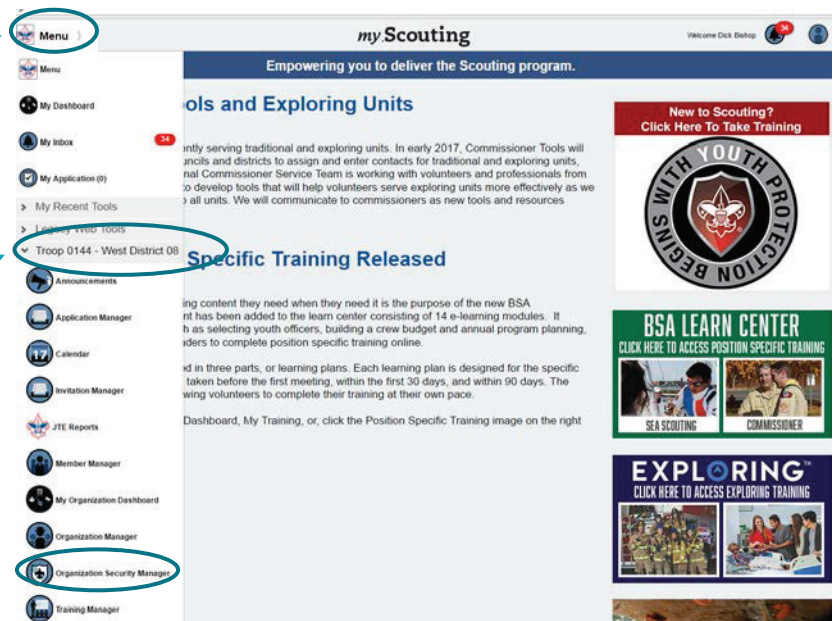 Menu
my.Scouting
Welcome Dick Bishop
34
Menu
Empowering you to deliver the Scouting program.
My Dashboard
My Inbox
34
My Application (0)
My Recent Tools
Legacy Web Tools
Troop 0144 - West District 08
Announcements
Application Manager
17
Calendar
Invitation Manager
JTE Reports
Member Manager
My Organization Dashboard
Organization Manager
Organization Security Manager
Training Manager
ols and Exploring Units
ntly serving traditional and exploring units. In early 2017, Commissioner Tools will
uncils and districts to assign and enter contacts for traditional and exploring units,
nal Commissioner Service Team is working with volunteers and professionals from
to develop tools that will help volunteers serve exploring units more effectively as we
all units. We will communicate to commissioners as new tools and resources
Specific Training Released
ing content they need when they need it is the purpose of the new BSA
nt has been added to the learn center consisting of 14 e-learning modules. It
h as selecting youth officers, building a crew budget and annual program planning,
aders to complete position specific training online.
d in three parts, or learning plans. Each learning plan is designed for the specific
taken before the first meeting, within the first 30 days, and within 90 days. The
wing volunteers to complete their training at their own pace.
Dashboard, My Training, or, click the Position Specific Training image on the right
New to Scouting?
Click Here To Take Training
YOUTH PROTECTION
BEGINS WITH YOU
BSA LEARN CENTER
CLICK HERE TO ACCESS POSITION SPECIFIC TRAINING
SEA SCOUTING
COMMISSIONER
EXPLORING™
CLICK HERE TO ACCESS EXPLORING TRAINING